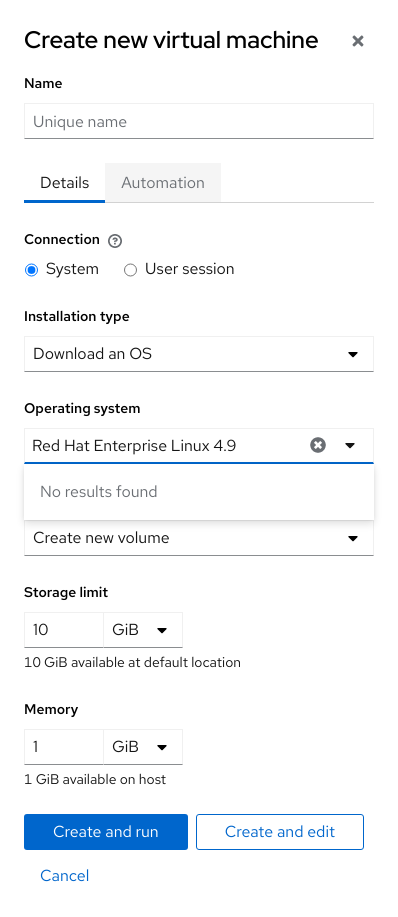 Create new virtual machine
Name
Unique name
Details Automation
Connection
System User session
Installation type
Download an OS
Operating system
Red Hat Enterprise Linux 4.9
No results found
Create new volume
Storage limit
10 GiB
10 GiB available at default location
Memory
1 GiB
1 GiB available on host
Create and run Create and edit
Cancel